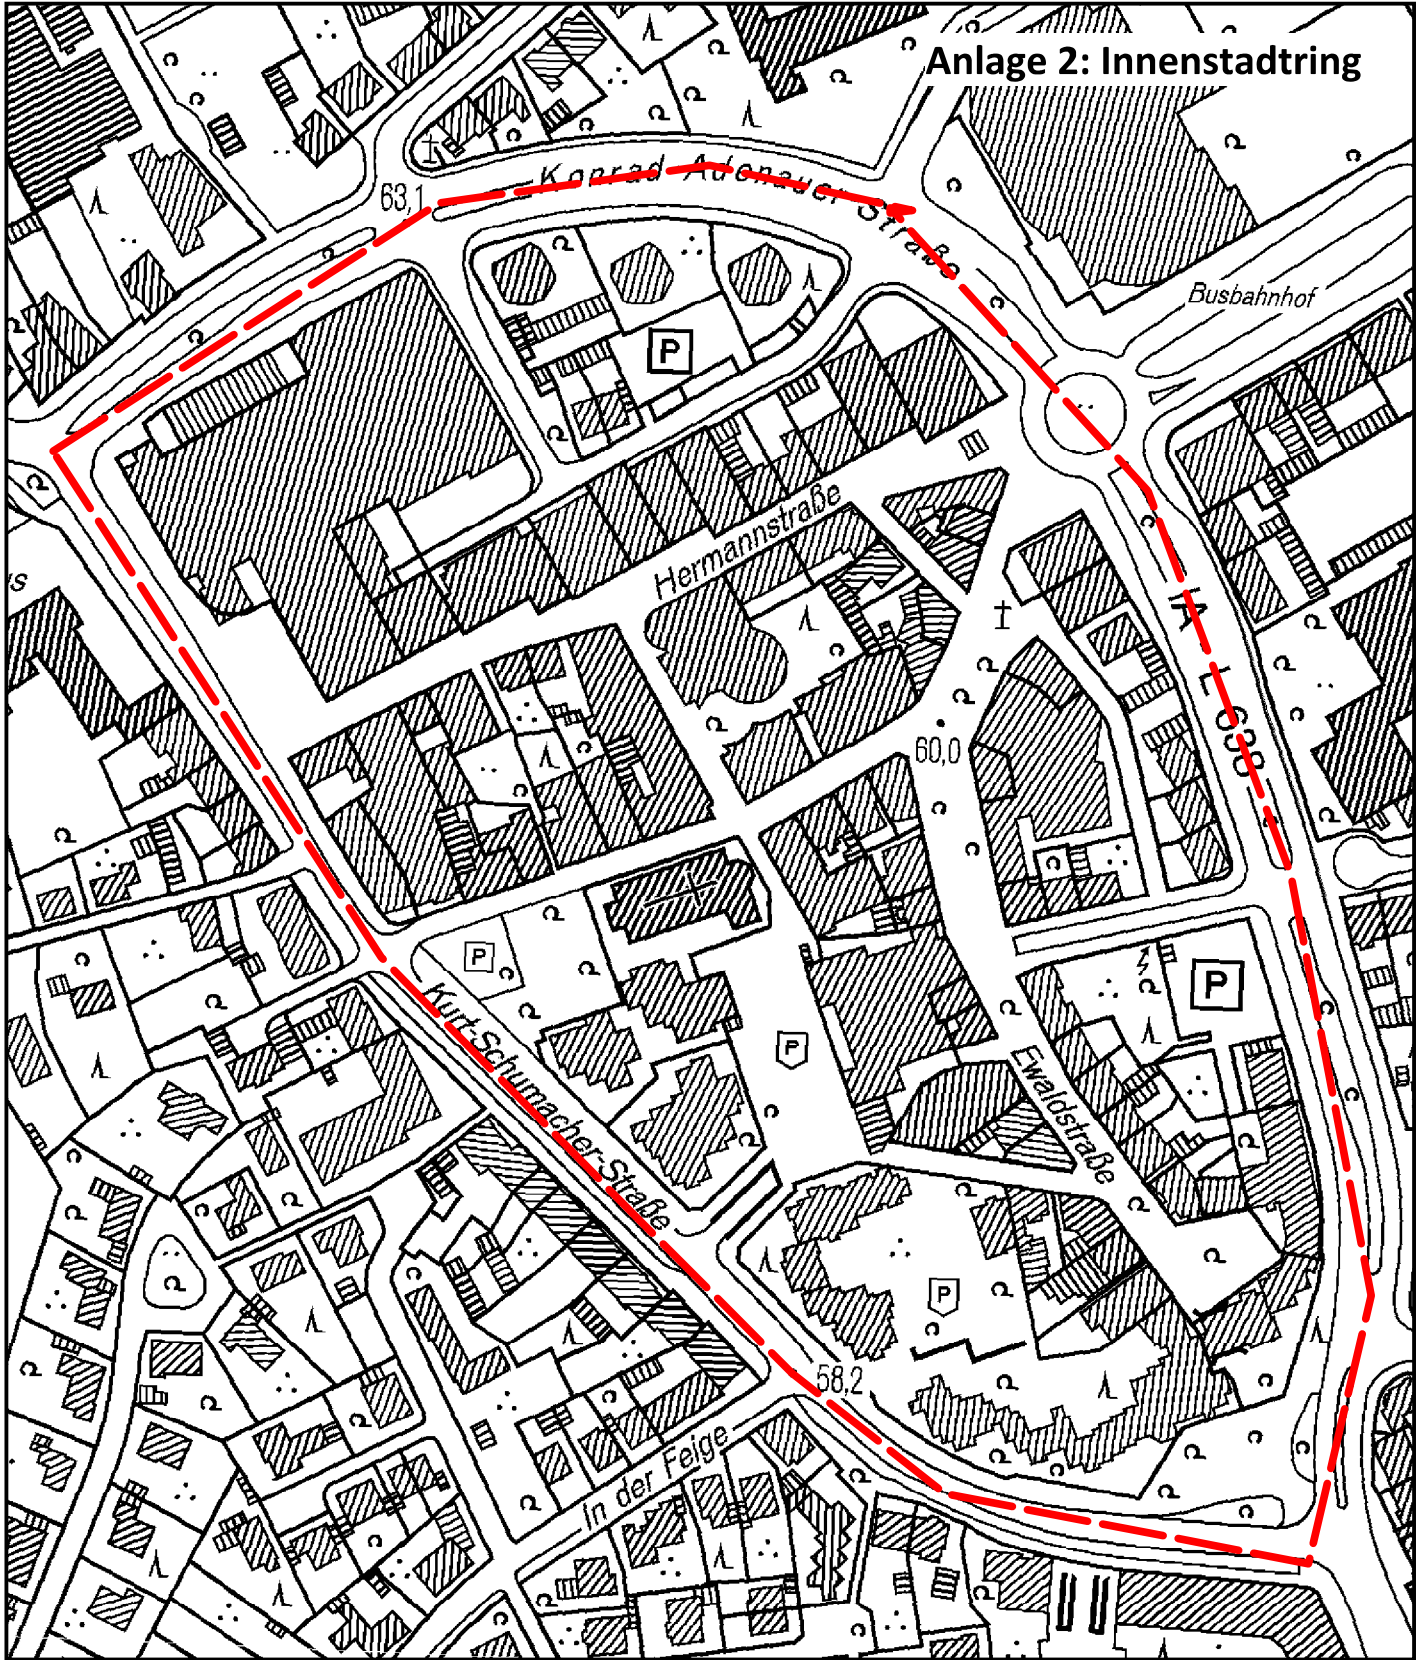 Anlage 2: Innenstadtring
Konrad-Adenauer-Straße
63,1
Busbahnhof
P
Hermannstraße
L 638
60,0
P
P
P
Kurt-Schumacher-Straße
Ewaldstraße
P
58,2
In der Feige